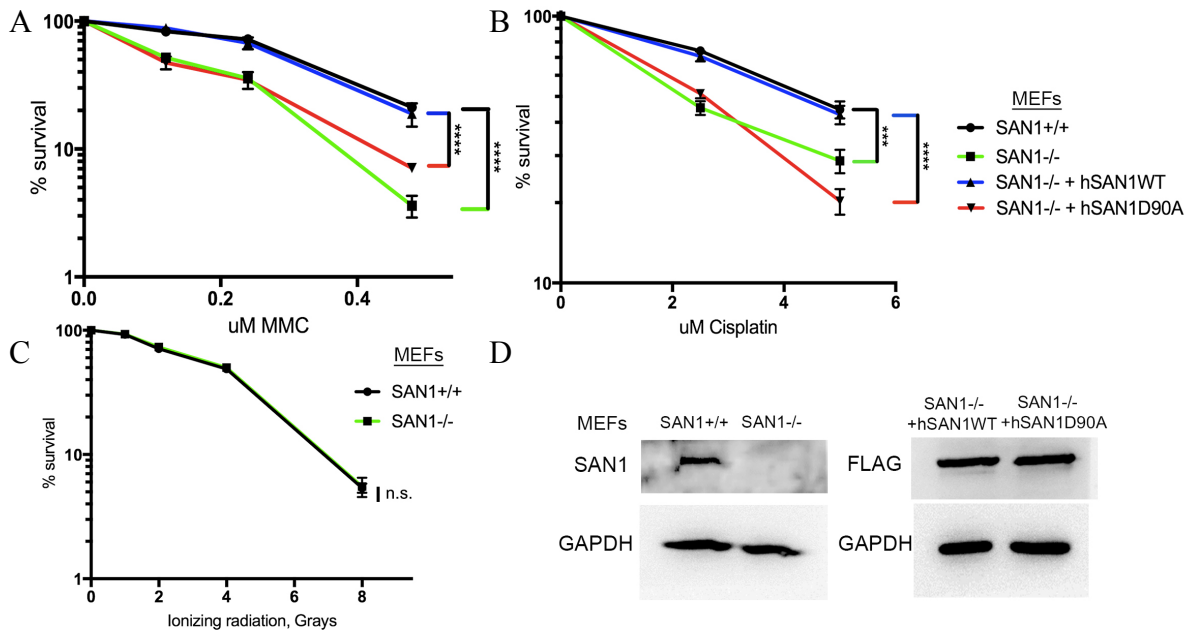 A
100
10
1
% survival
0.0
0.2
0.4
uM MMC
****
****
B
100
10
% survival
0
2
4
6
uM Cisplatin
***
****
MEFs
SAN1+/+
SAN1-/-
SAN1-/- + hSAN1WT
SAN1-/- + hSAN1D90A
C
100
10
1
% survival
0
2
4
6
8
Ionizing radiation, Grays
MEFs
SAN1+/+
SAN1-/-
n.s.
D
MEFs
SAN1+/+
SAN1-/-
SAN1
GAPDH
SAN1-/-
+hSAN1WT
SAN1-/-
+hSAN1D90A
FLAG
GAPDH